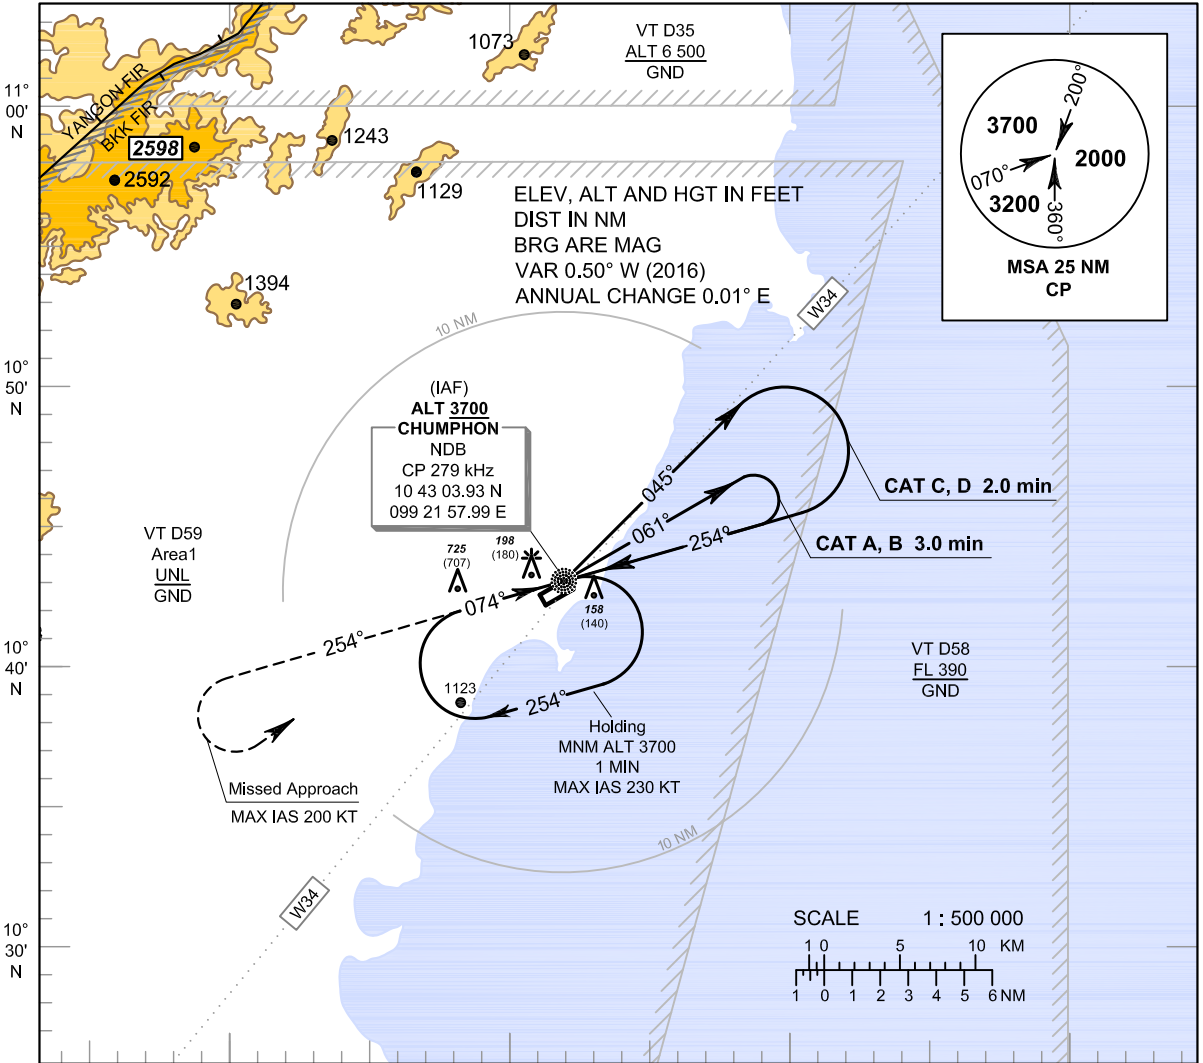 VT D35
ALT 6 500
GND
1073
11°
00'
N
YANGON FIR
BKK FIR
2598
2592
1243
1129
1394
ELEV, ALT AND HGT IN FEET
DIST IN NM
BRG ARE MAG
VAR 0.50° W (2016)
ANNUAL CHANGE 0.01° E
200°
3700
2000
070°
3200
360°
MSA 25 NM
CP
W34
10 NM
10°
50'
N
(IAF)
ALT 3700
CHUMPHON
NDB
CP 279 kHz
10 43 03.93 N
099 21 57.99 E
045°
061°
254°
CAT C, D 2.0 min
CAT A, B 3.0 min
VT D59
Area1
UNL
GND
725
(707)
198
(180)
158
(140)
074°
254°
10°
40'
N
1123
254°
Holding
MNM ALT 3700
1 MIN
MAX IAS 230 KT
VT D58
FL 390
GND
Missed Approach
MAX IAS 200 KT
10 NM
W34
10°
30'
N
SCALE 1 : 500 000
1 0 5 10 KM
1 0 1 2 3 4 5 6 NM